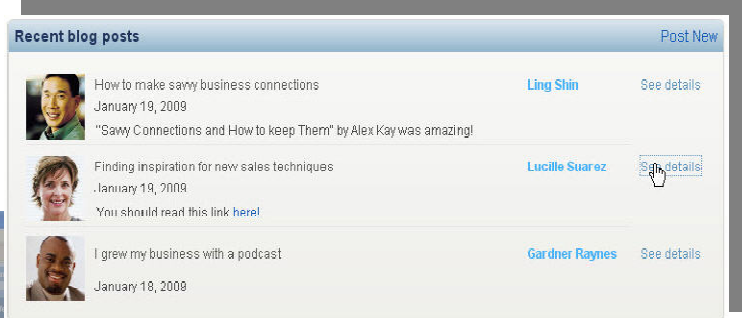 Recent blog posts Post New
How to make savvy business connections Ling Shin See details
January 19, 2009
"Savvy Connections and How to keep Them" by Alex Kay was amazing!
Finding inspiration for new sales techniques Lucille Suarez See details
January 19, 2009
You should read this link here!
I grew my business with a podcast Gardner Raynes See details
January 18, 2009